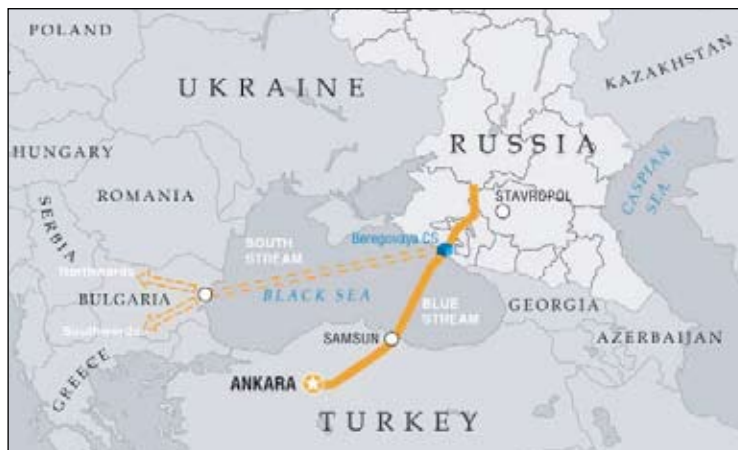 POLAND
UKRAINE
KAZAKHSTAN
HUNGARY
RUSSIA
ROMANIA
STAVROPOL
CASPIAN
SEA
SERBIA
SOUTH
STREAM
Beregovaya CS
Northwards
BULGARIA
BLACK SEA
BLUE
STREAM
GEORGIA
Southwards
SAMSUN
AZERBAIJAN
GREECE
ANKARA
TURKEY